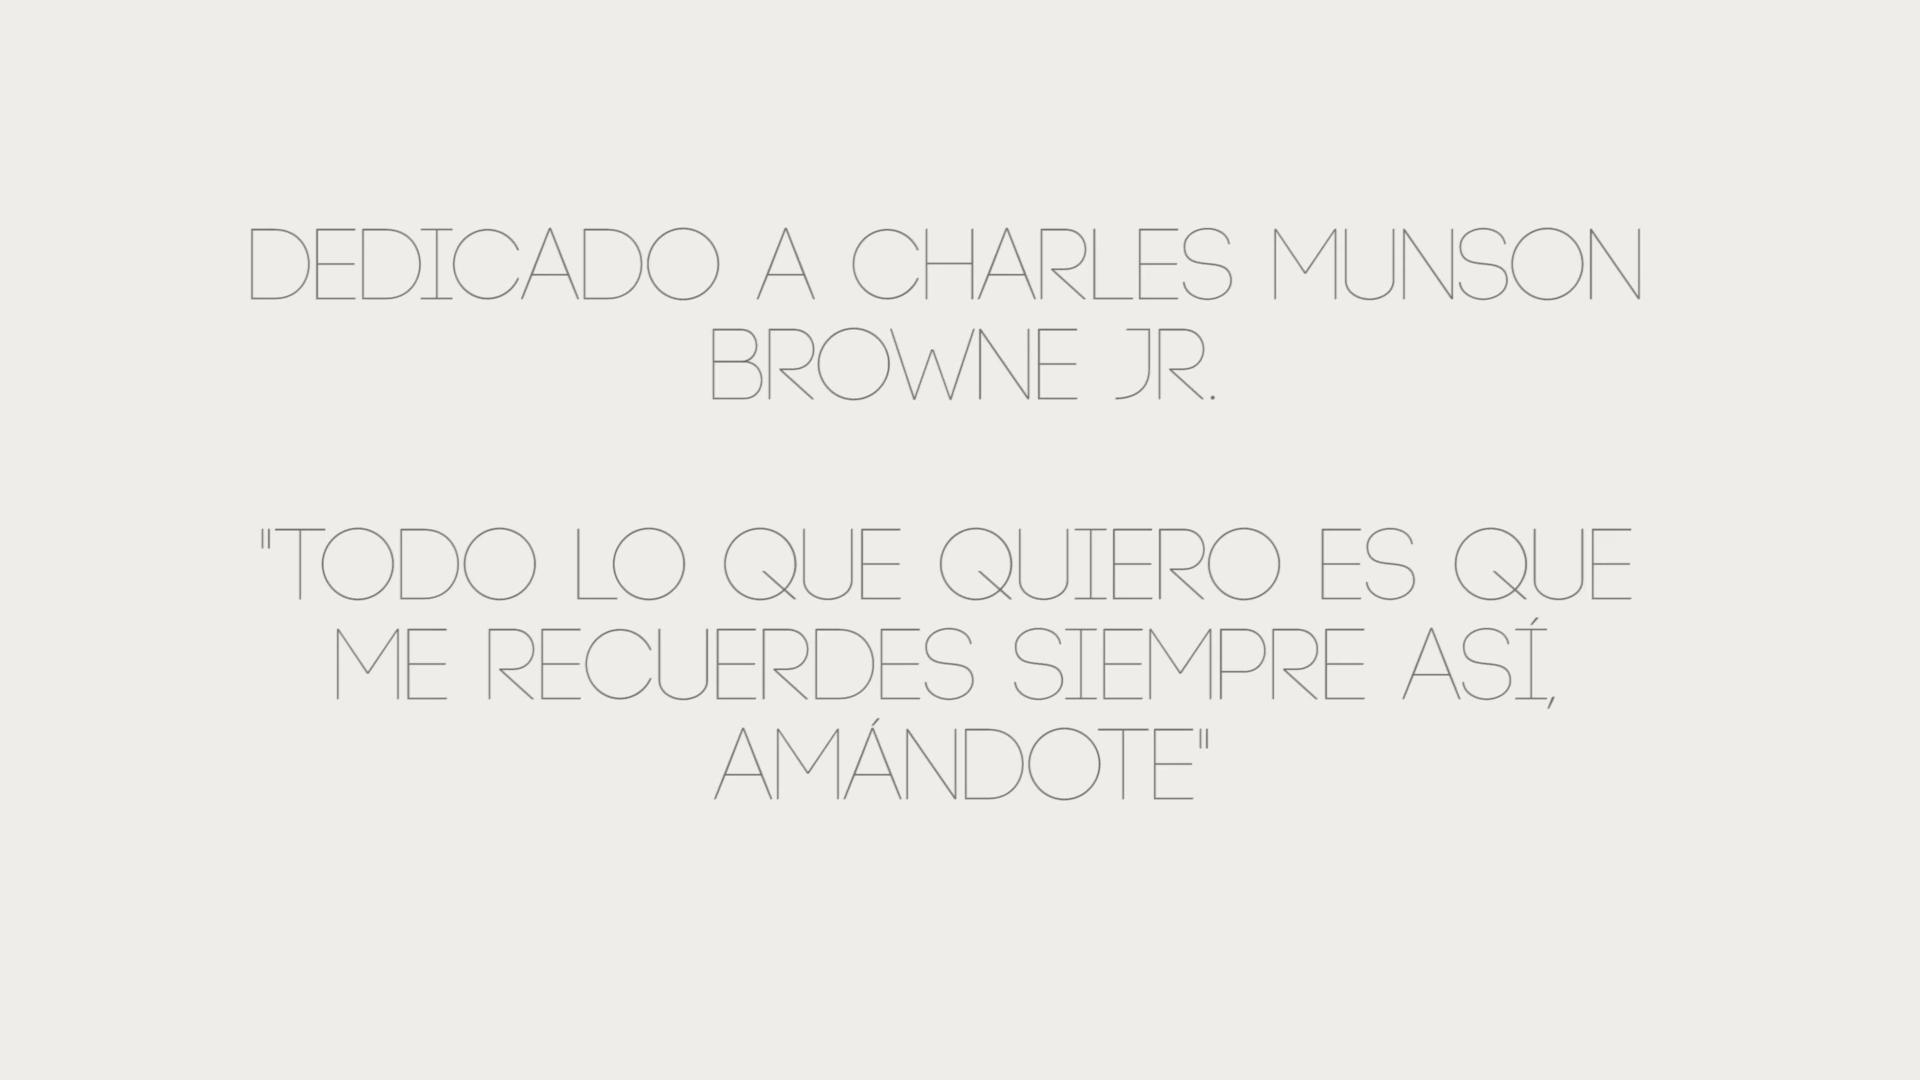 DEDICADO A CHARLES MUNSON
BROWNE JR.
"TODO LO QUE QUIERO ES QUE
ME RECUERDES SIEMPRE ASÍ,
AMÁNDOTE"